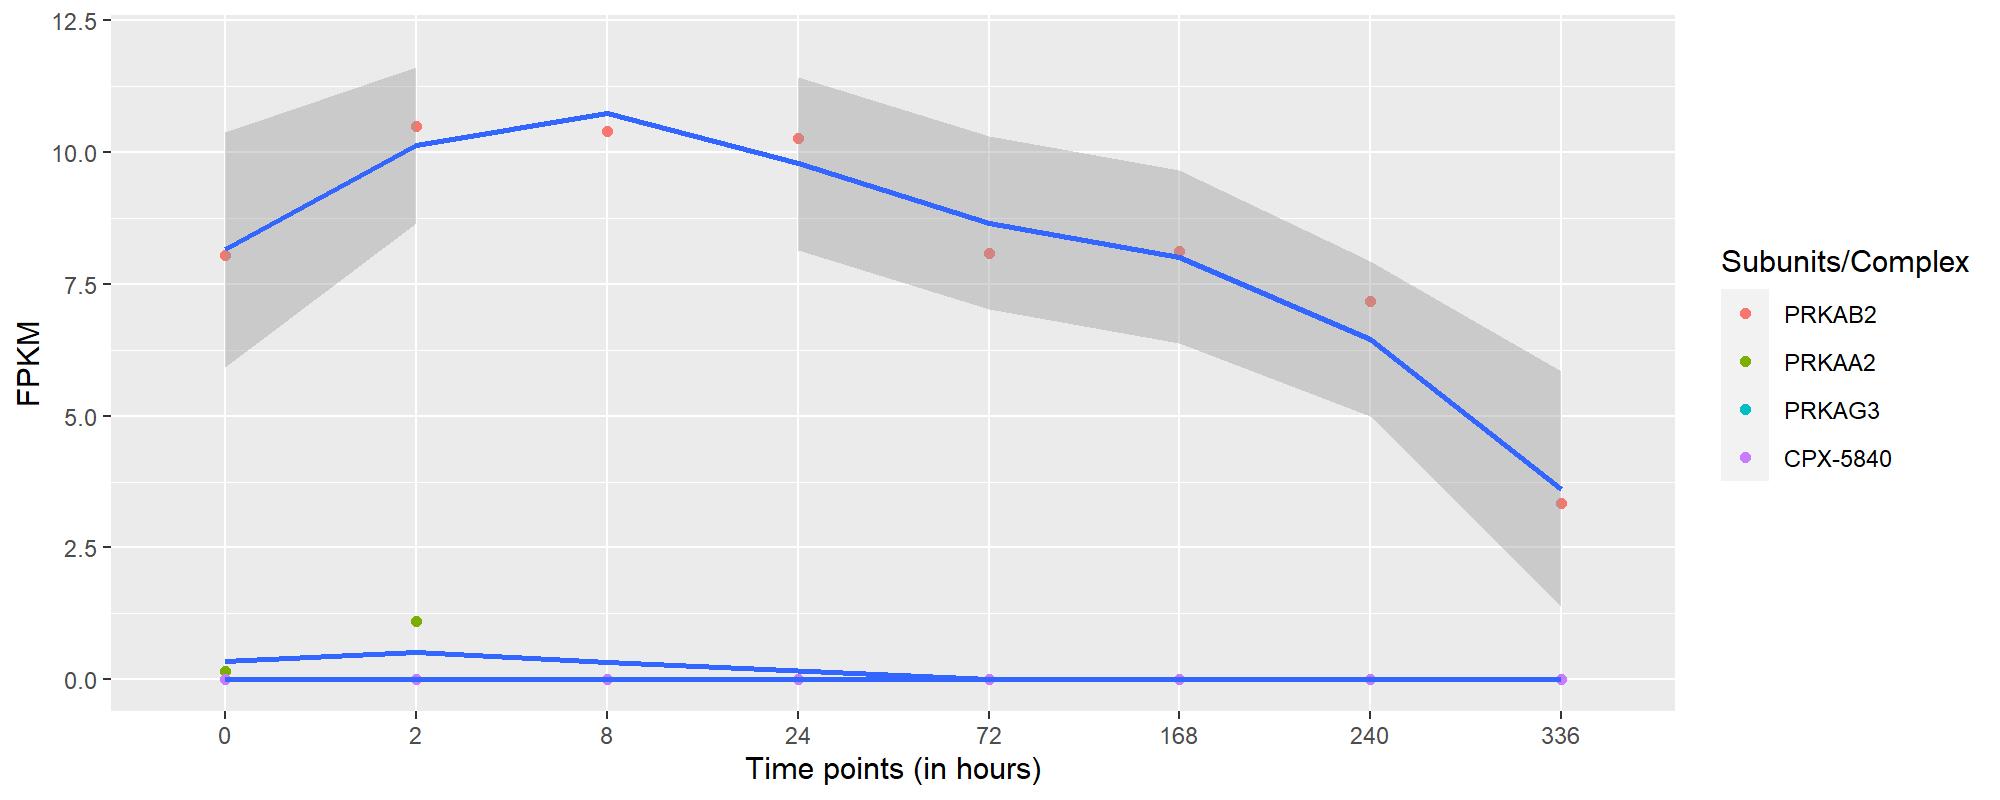 12.5
10.0
7.5
5.0
2.5
0.0
FPKM
0 2 8 24 72 168 240 336
Time points (in hours)
Subunits/Complex
PRKAB2
PRKAA2
PRKAG3
CPX-5840